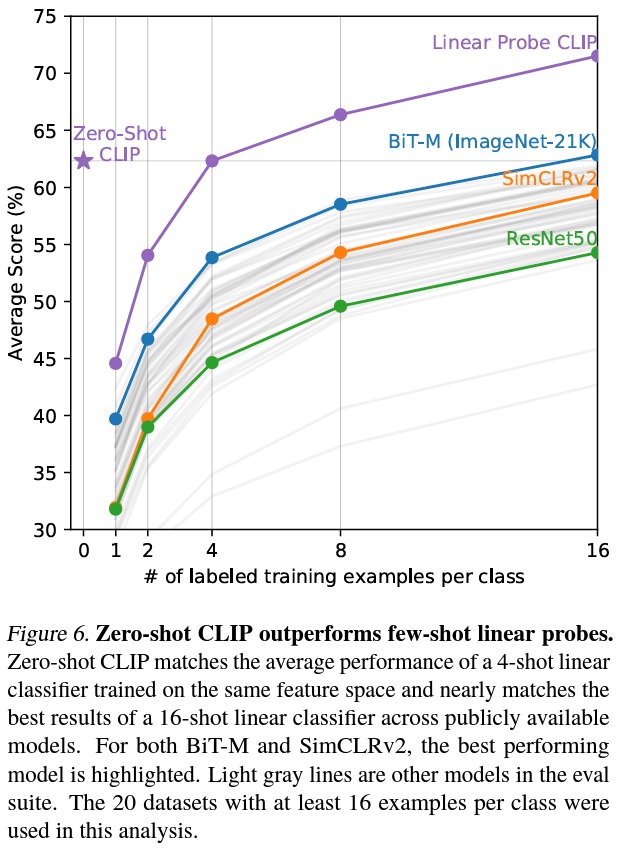 75
70
65
60
55
50
45
40
35
30
Average Score (%)
Linear Probe CLIP
Zero-Shot
CLIP
BiT-M (ImageNet-21K)
SimCLRv2
ResNet50
0 1 2 4 8 16
# of labeled training examples per class
Figure 6. Zero-shot CLIP outperforms few-shot linear probes.
Zero-shot CLIP matches the average performance of a 4-shot linear
classifier trained on the same feature space and nearly matches the
best results of a 16-shot linear classifier across publicly available
models. For both BiT-M and SimCLRv2, the best performing
model is highlighted. Light gray lines are other models in the eval
suite. The 20 datasets with at least 16 examples per class were
used in this analysis.